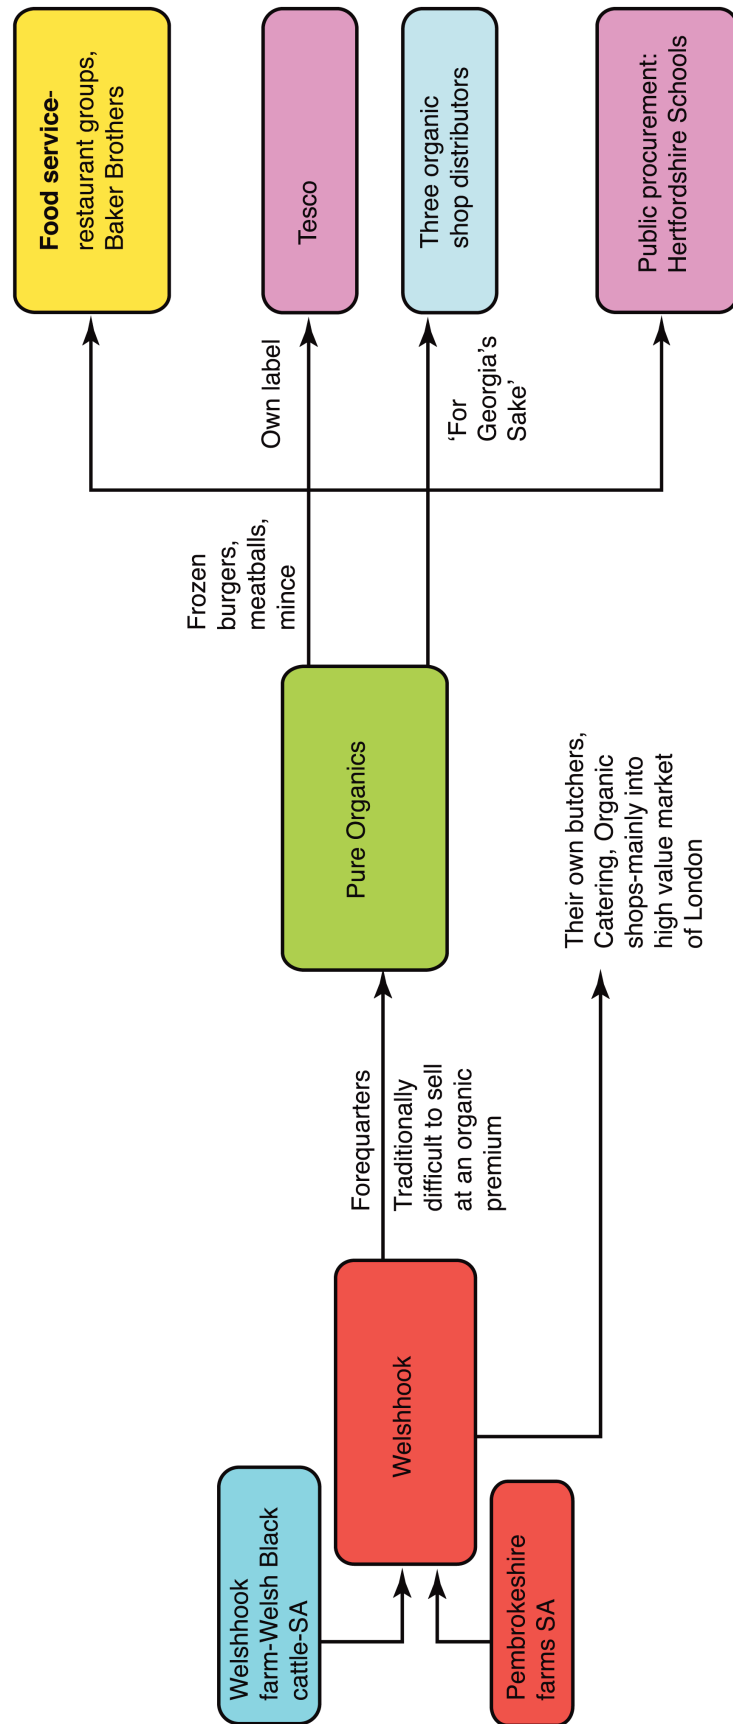 Welshhook
farm-Welsh Black
cattle-SA
Pembrokeshire
farms SA
Welshhook
Forequarters
Traditionally
difficult to sell
at an organic
premium
Their own butchers,
Catering, Organic
shops-mainly into
high value market
of London
Pure Organics
Frozen
burgers,
meatballs,
mince
Own label
‘For
Georgia’s
Sake’
Food service-
restaurant groups,
Baker Brothers
Tesco
Three organic
shop distributors
Public procurement:
Hertfordshire Schools